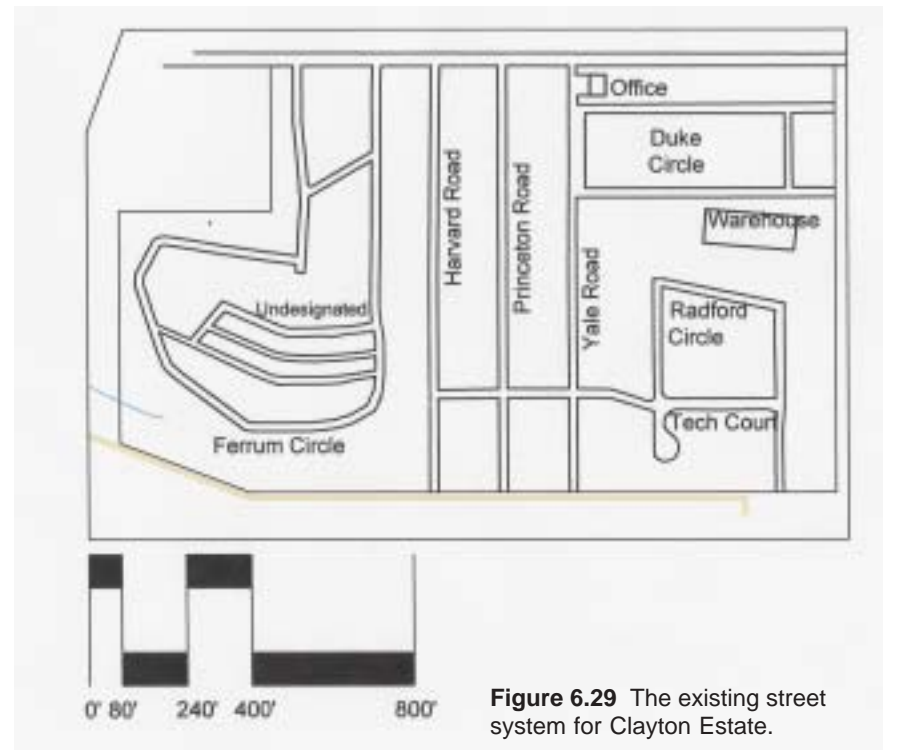 Office
Duke
Circle
Harvard Road
Princeton Road
Yale Road
Warehouse
Undesignated
Radford
Circle
Tech Court
Ferrum Circle
0' 80' 240' 400' 800'
Figure 6.29 The existing street
system for Clayton Estate.